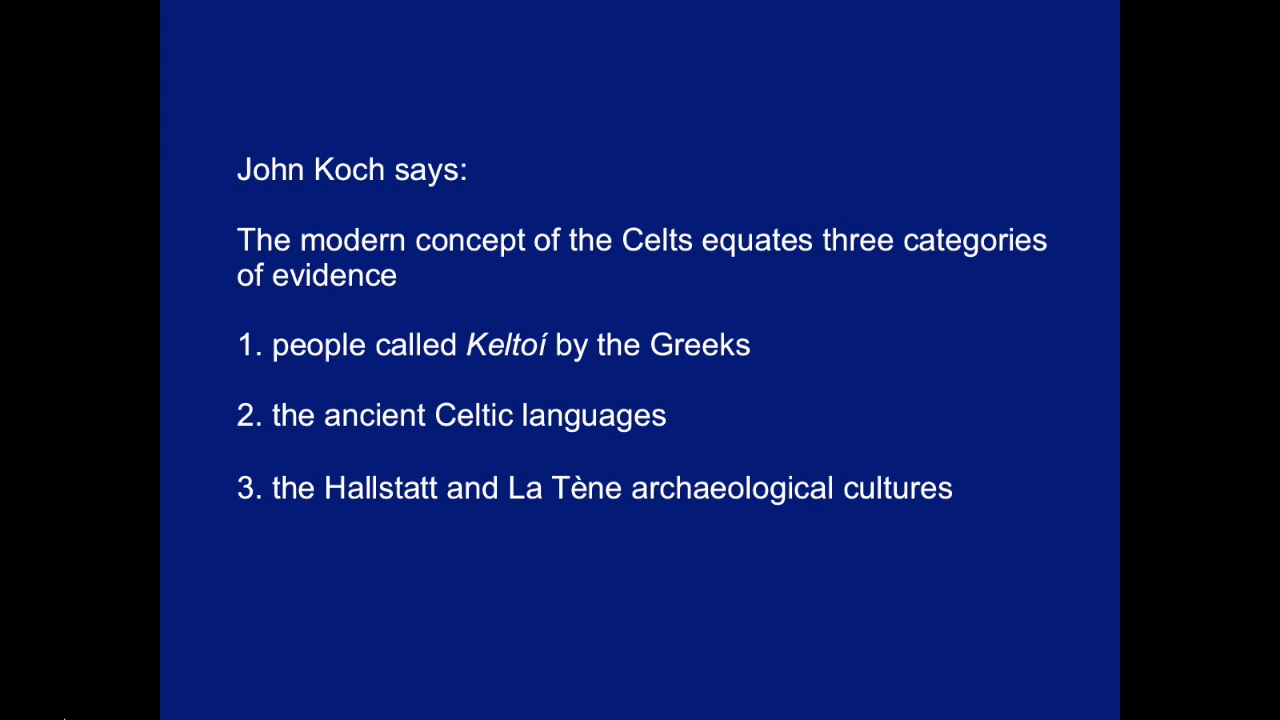 John Koch says:
The modern concept of the Celts equates three categories
of evidence
1. people called Keltoí by the Greeks
2. the ancient Celtic languages
3. the Hallstatt and La Tène archaeological cultures